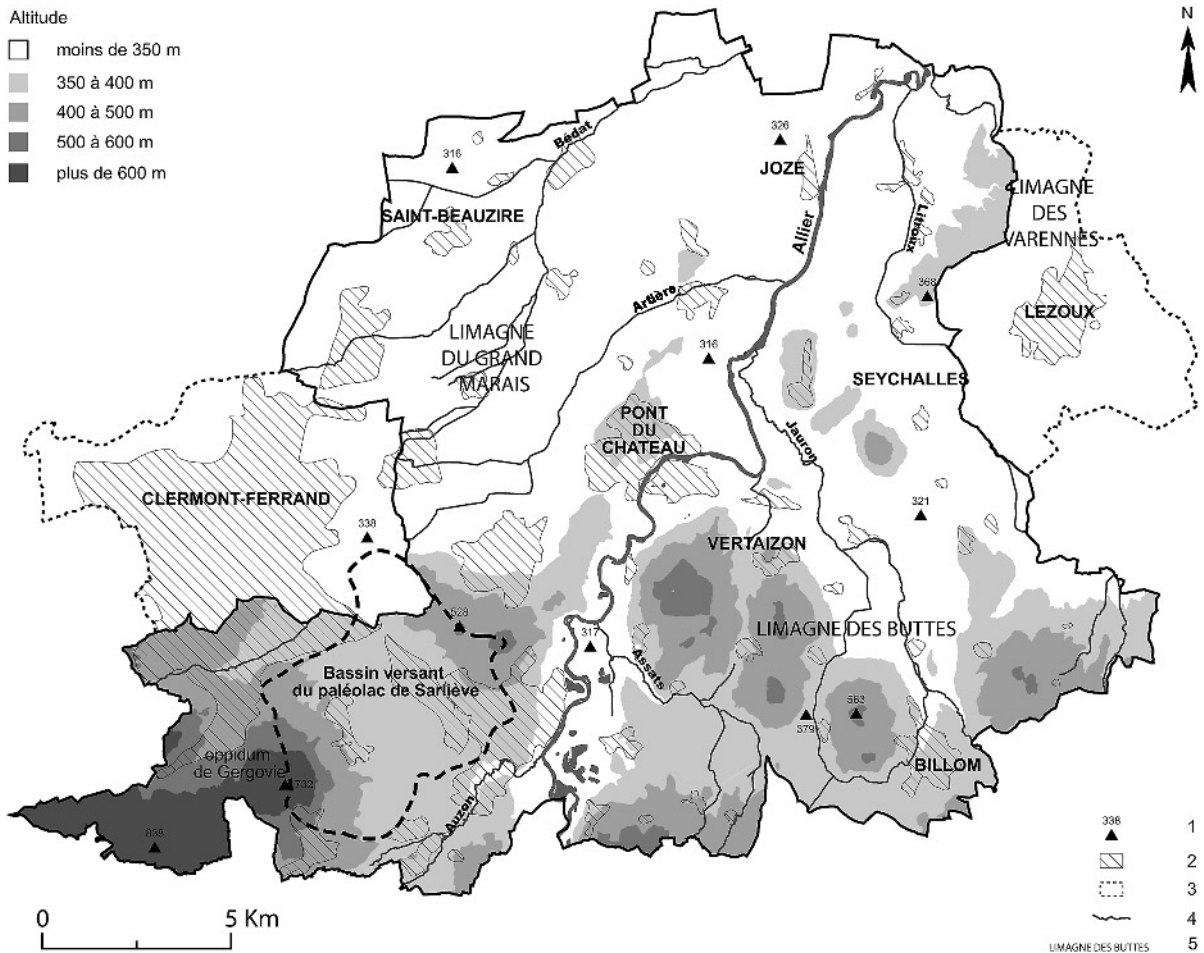 Altitude
moins de 350 m
350 à 400 m
400 à 500 m
500 à 600 m
plus de 600 m
N
326
JOZE
Bédat
316
SAINT-BEAUZIRE
Allier
Litroux
LIMAGNE
DES
VARENNES
368
LEZOUX
Artière
LIMAGNE
DU GRAND
MARAIS
316
SEYCHALLES
PONT
DU
CHATEAU
Jauron
CLERMONT-FERRAND
338
321
VERTAIZON
528
317
LIMAGNE DES BUTTES
Assats
Bassin versant
du paléolac de Sarliève
563
379
oppidum
de Gergovie
732
BILLOM
Auzon
838
0 5 Km
338 1
2
3
4
LIMAGNE DES BUTTES 5